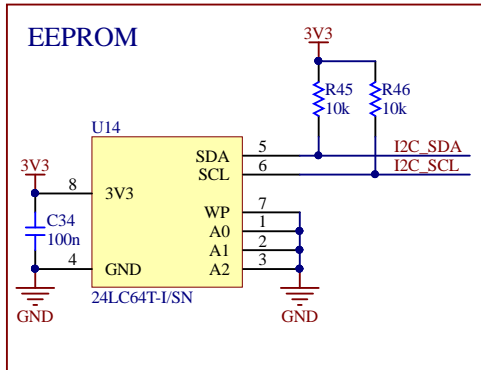 EEPROM
3V3
R45
10k
R46
10k
U14
SDA 5 I2C_SDA
SCL 6 I2C_SCL
3V3
8 3V3
WP 7
C34
100n
A0 1
A1 2
4 GND A2 3
24LC64T-I/SN
GND GND